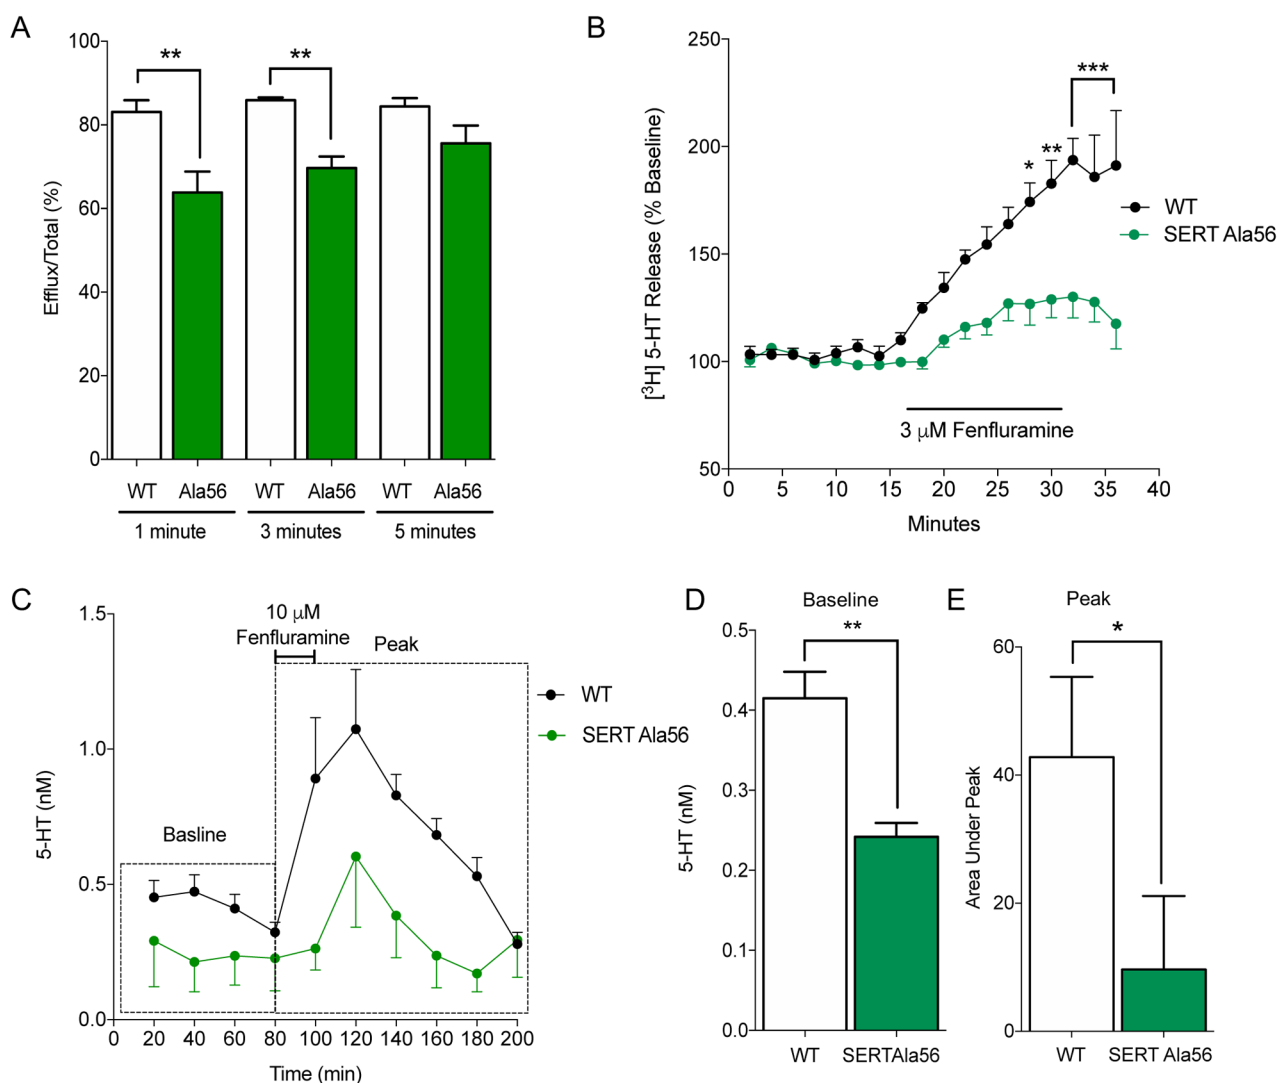 A
100
80
60
40
20
0
Efflux/Total (%)
**
**
WT
Ala56
WT
Ala56
WT
Ala56
1 minute
3 minutes
5 minutes
B
250
200
150
100
50
[³H] 5-HT Release (% Baseline)
*
**
***
WT
SERT Ala56
3 μM Fenfluramine
0
5
10
15
20
25
30
35
40
Minutes
C
1.5
1.0
0.5
0.0
5-HT (nM)
10 μM
Fenfluramine
Peak
Basline
WT
SERT Ala56
0
20
40
60
80
100
120
140
160
180
200
Time (min)
D
Baseline
**
0.5
0.4
0.3
0.2
0.1
0.0
5-HT (nM)
WT
SERTAla56
E
Peak
*
60
40
20
0
Area Under Peak
WT
SERT Ala56